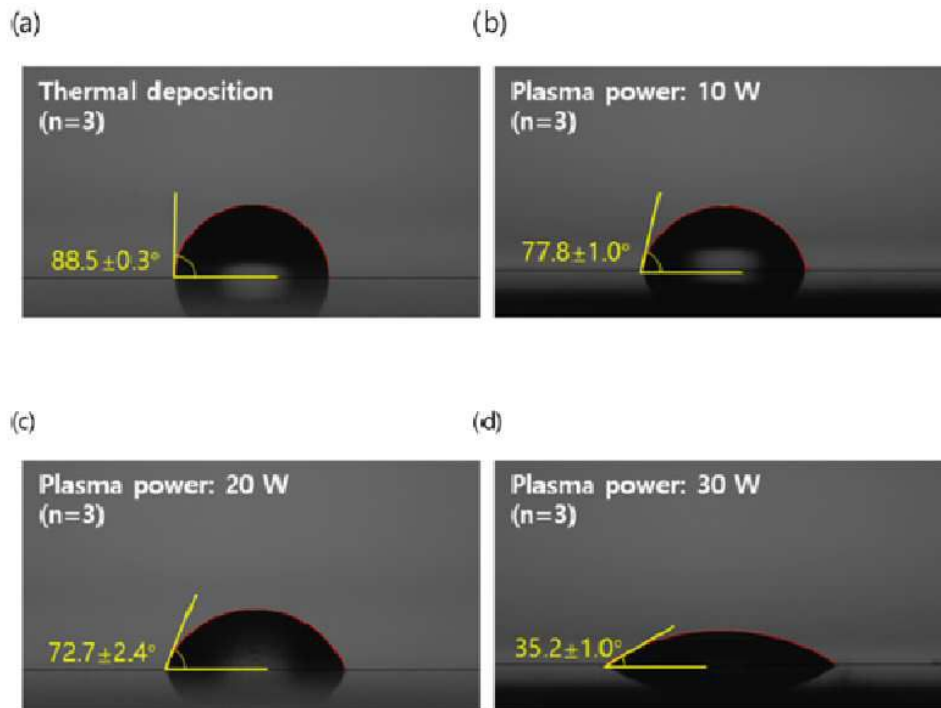 (a)
Thermal deposition
(n=3)
88.5±0.3°
(b)
Plasma power: 10 W
(n=3)
77.8±1.0°
(c)
Plasma power: 20 W
(n=3)
72.7±2.4°
(d)
Plasma power: 30 W
(n=3)
35.2±1.0°